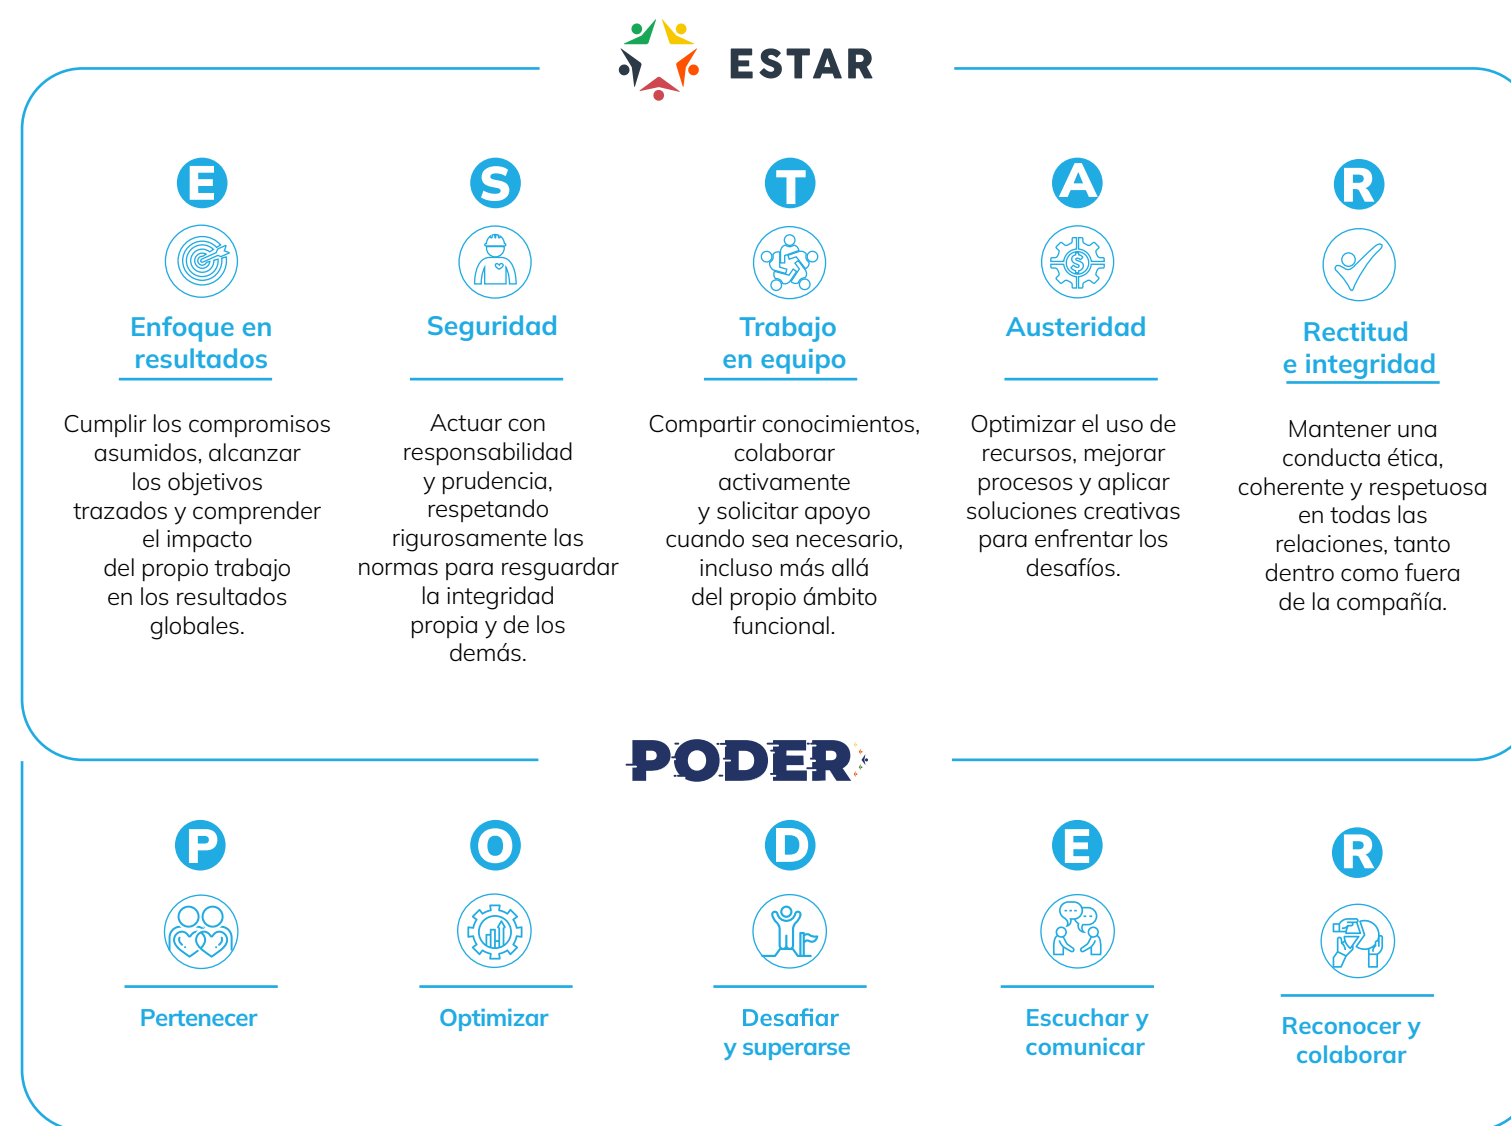 ESTAR
E
Enfoque en
resultados
Cumplir los compromisos
asumidos, alcanzar
los objetivos
trazados y comprender
el impacto
del propio trabajo
en los resultados
globales.
S
Seguridad
Actuar con
responsabilidad
y prudencia,
respetando
rigurosamente las
normas para resguardar
la integridad
propia y de los
demás.
T
Trabajo
en equipo
Compartir conocimientos,
colaborar
activamente
y solicitar apoyo
cuando sea necesario,
incluso más allá
del propio ámbito
funcional.
A
$
Austeridad
Optimizar el uso de
recursos, mejorar
procesos y aplicar
soluciones creativas
para enfrentar los
desafíos.
R
Rectitud
e integridad
Mantener una
conducta ética,
coherente y respetuosa
en todas las
relaciones, tanto
dentro como fuera
de la compañía.
PODER
P
Pertenecer
O
Optimizar
D
Desafiar
y superarse
E
Escuchar y
comunicar
R
Reconocer y
colaborar